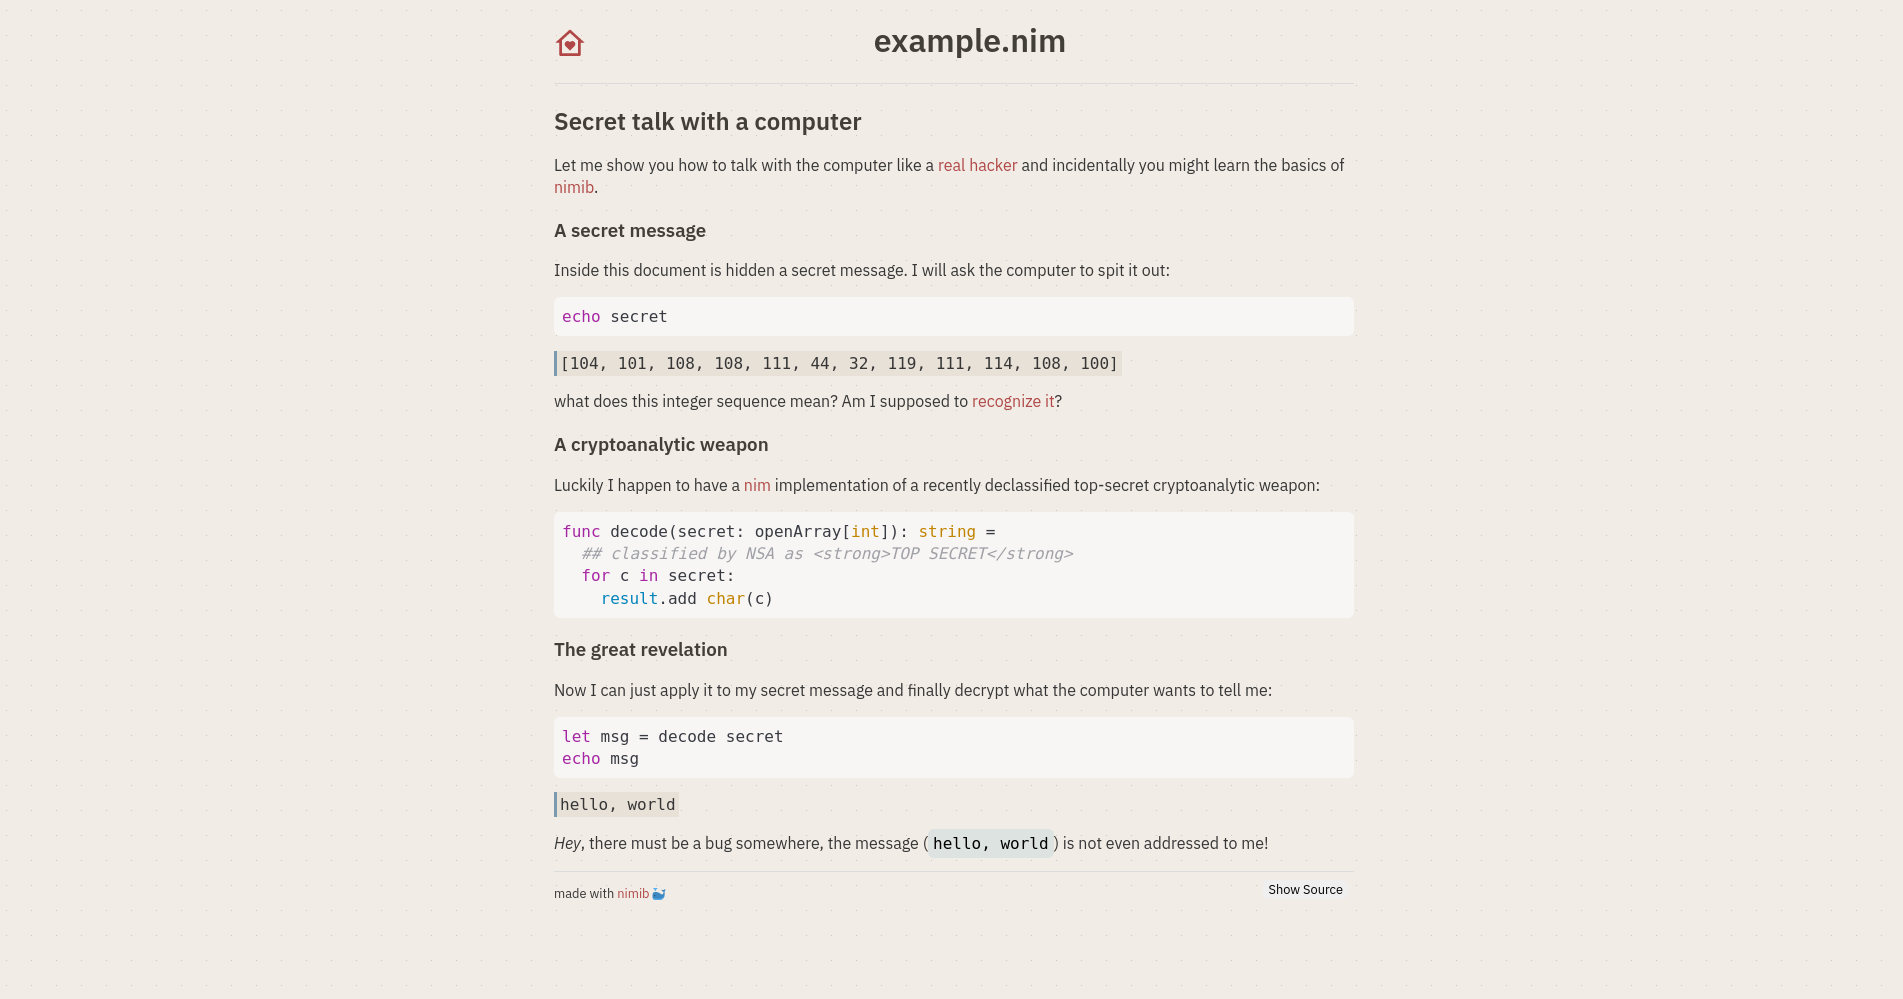 example.nim
Secret talk with a computer
Let me show you how to talk with the computer like a real hacker and incidentally you might learn the basics of
nimib.
A secret message
Inside this document is hidden a secret message. I will ask the computer to spit it out:
echo secret
[104, 101, 108, 108, 111, 44, 32, 119, 111, 114, 108, 100]
what does this integer sequence mean? Am I supposed to recognize it?
A cryptoanalytic weapon
Luckily I happen to have a nim implementation of a recently declassified top-secret cryptoanalytic weapon:
func decode(secret: openArray[int]): string =
  ## classified by NSA as <strong>TOP SECRET</strong>
  for c in secret:
    result.add char(c)
The great revelation
Now I can just apply it to my secret message and finally decrypt what the computer wants to tell me:
let msg = decode secret
echo msg
hello, world
Hey, there must be a bug somewhere, the message (hello, world) is not even addressed to me!
made with nimib 🐳
Show Source